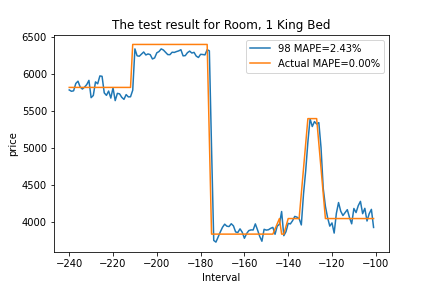 The test result for Room, 1 King Bed
98 MAPE=2.43%
Actual MAPE=0.00%
6500
6000
5500
5000
4500
4000
price
−240
−220
−200
−180
−160
−140
−120
−100
Interval